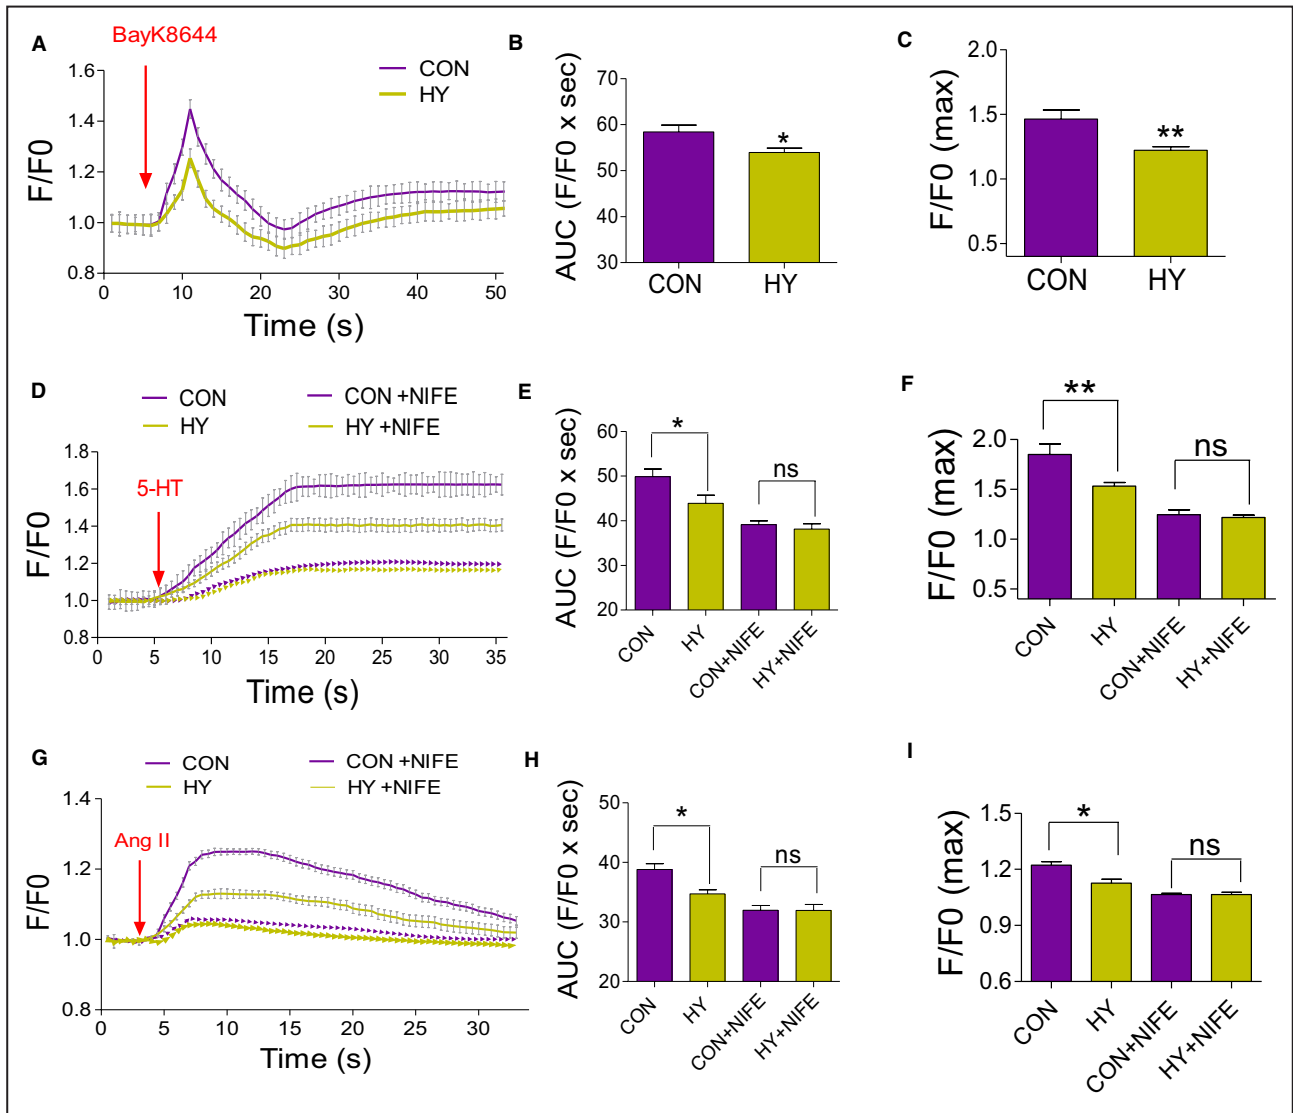 A
BayK8644
CON
HY
F/F0
1.6
1.4
1.2
1.0
0.8
0
10
20
30
40
50
Time (s)
B
AUC (F/F0 x sec)
70
60
50
40
30
*
CON
HY
C
F/F0 (max)
2.0
1.5
1.0
0.5
**
CON
HY
D
CON
CON +NIFE
HY
HY +NIFE
F/F0
1.8
1.6
1.4
1.2
1.0
0.8
5-HT
0
5
10
15
20
25
30
35
Time (s)
E
AUC (F/F0 x sec)
60
50
40
30
20
*
ns
CON
HY
CON+NIFE
HY+NIFE
F
F/F0 (max)
2.0
1.5
1.0
0.5
**
ns
CON
HY
CON+NIFE
HY+NIFE
G
CON
CON +NIFE
HY
HY +NIFE
F/F0
1.4
1.2
1.0
0.8
Ang II
0
5
10
15
20
25
30
Time (s)
H
AUC (F/F0 x sec)
50
40
30
20
*
ns
CON
HY
CON+NIFE
HY+NIFE
I
F/F0 (max)
1.5
1.2
0.9
0.6
*
ns
CON
HY
CON+NIFE
HY+NIFE